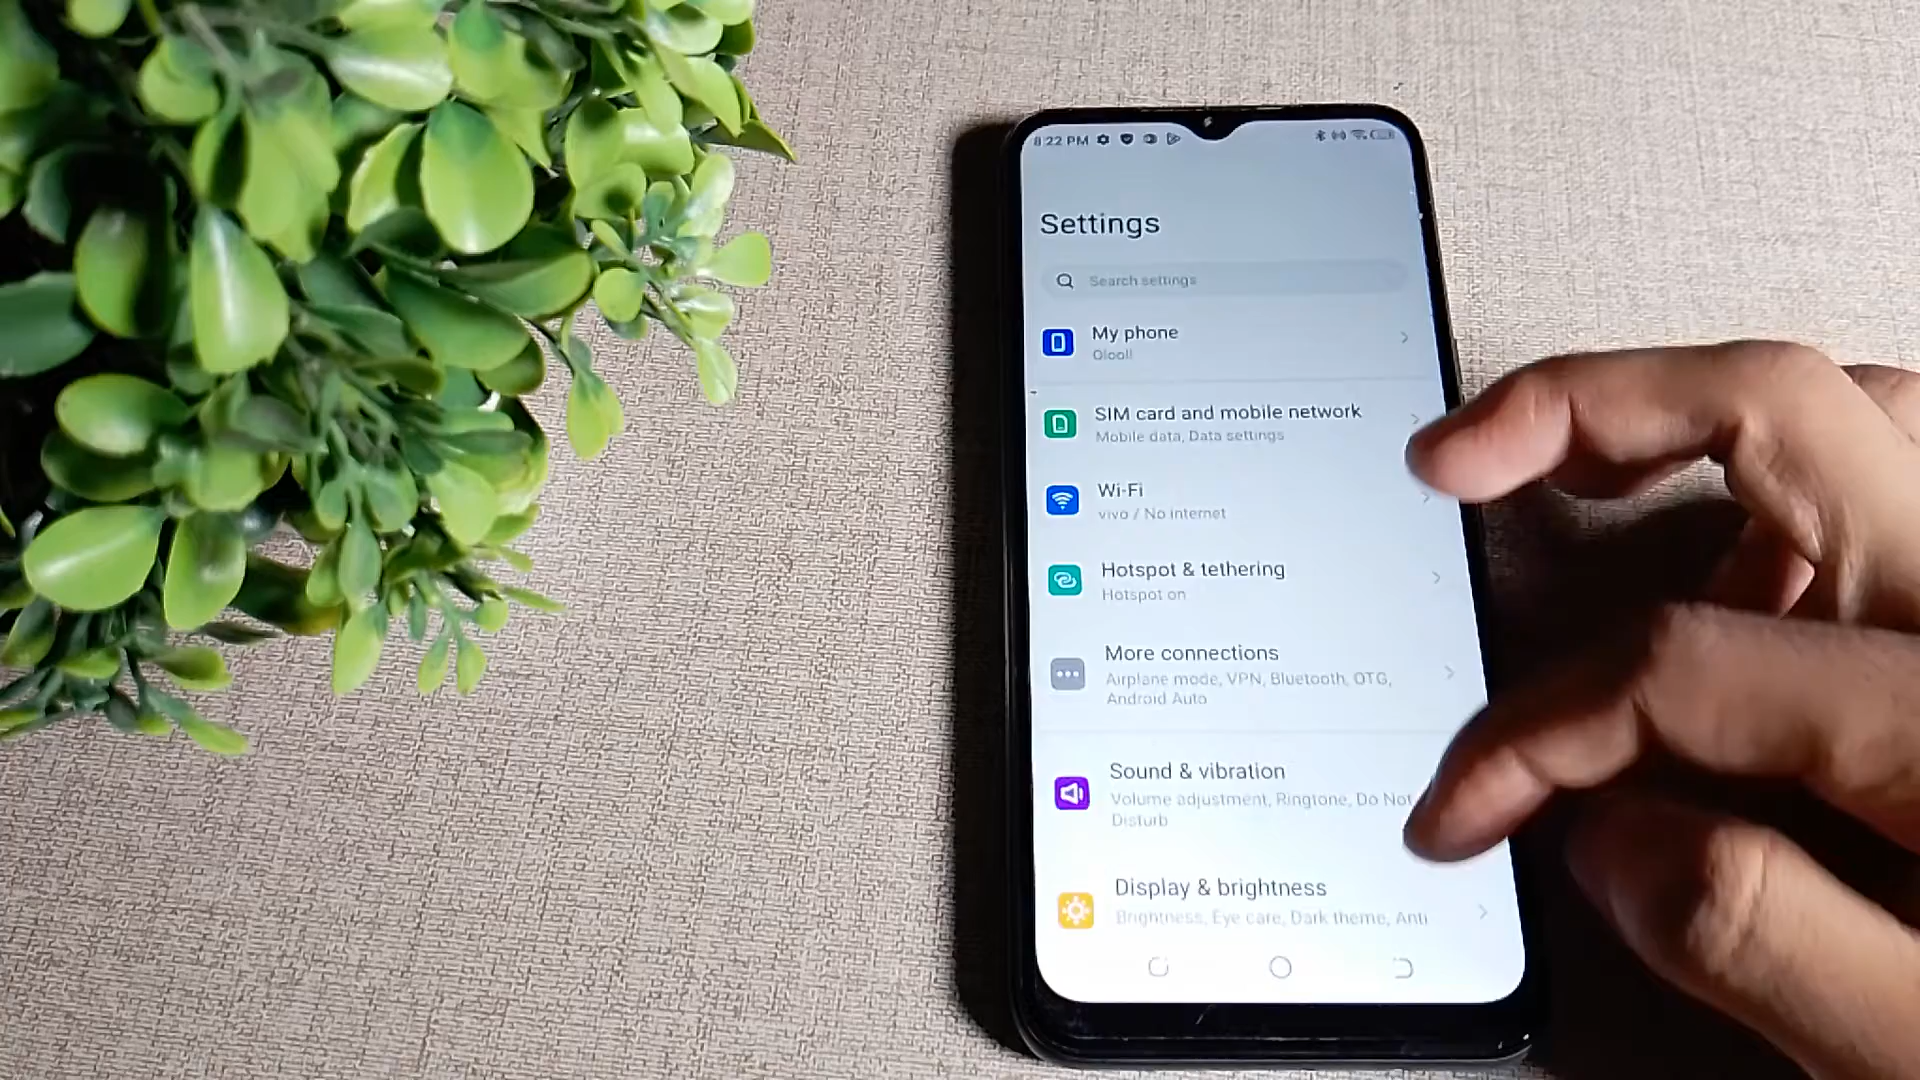 8:22 PM
Settings
Search settings
My phone
SIM card and mobile network
Mobile data, Data settings
Wi-Fi
vivo / No internet
Hotspot & tethering
Hotspot on
More connections
Airplane mode, VPN, Bluetooth, OTG,
Android Auto
Sound & vibration
Volume adjustment, Ringtone, Do Not
Disturb
Display & brightness
Brightness, Eye care, Dark theme, Anti